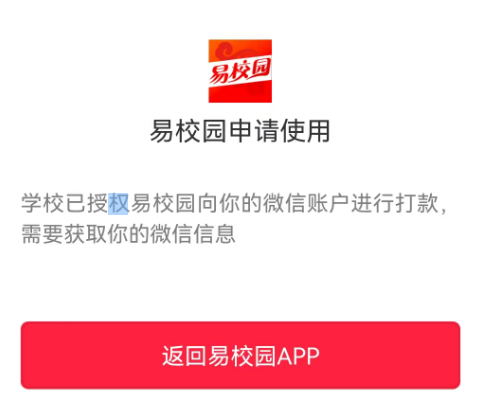 易校园
易校园申请使用
学校已授权易校园向你的微信账户进行打款，
需要获取你的微信信息
返回易校园APP